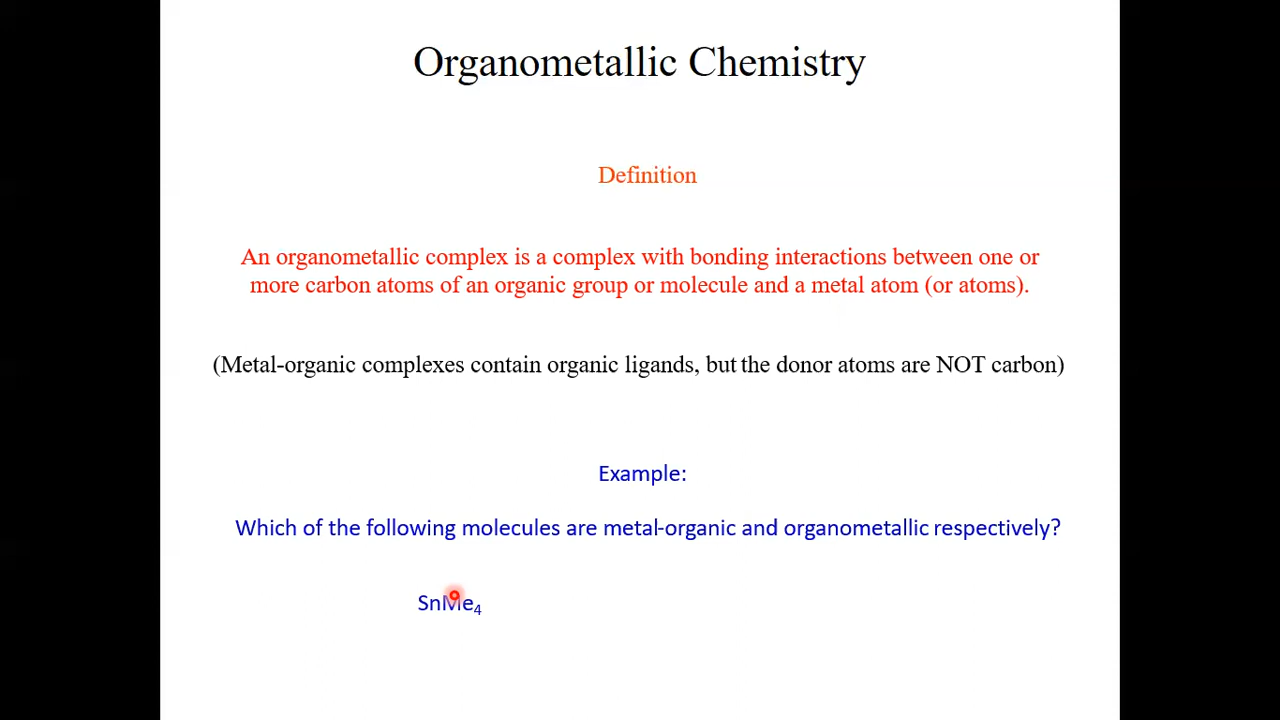 Organometallic Chemistry
Definition
An organometallic complex is a complex with bonding interactions between one or
more carbon atoms of an organic group or molecule and a metal atom (or atoms).
(Metal-organic complexes contain organic ligands, but the donor atoms are NOT carbon)
Example:
Which of the following molecules are metal-organic and organometallic respectively?
SnMe₄